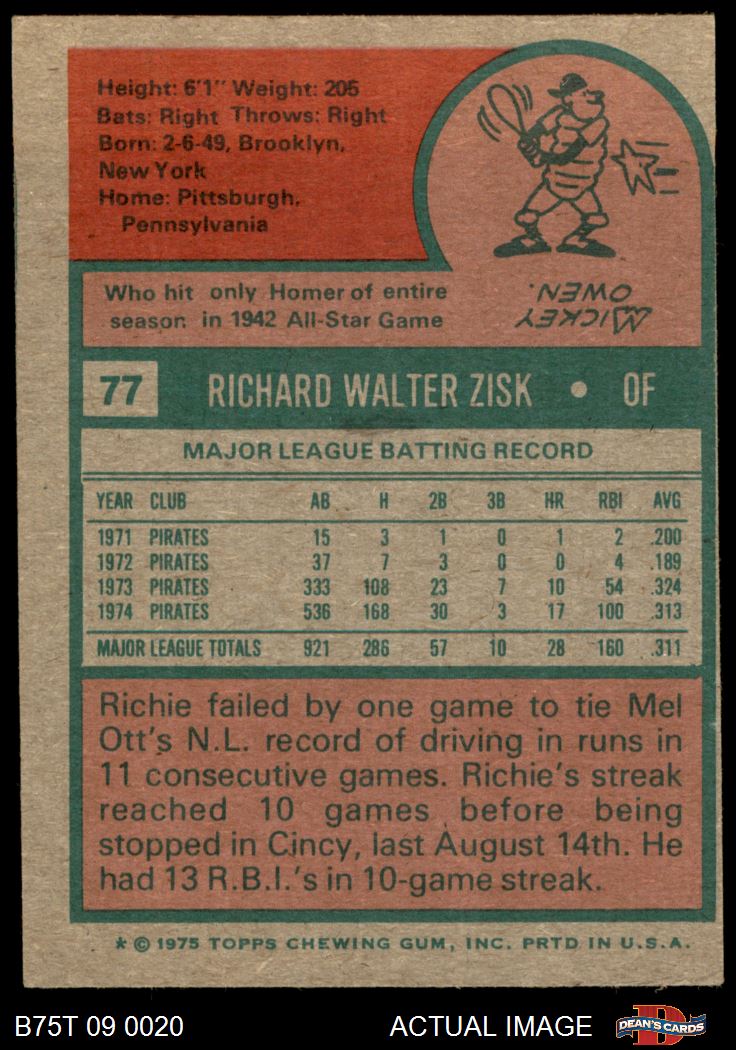 Height: 6'1" Weight: 205
Bats: Right Throws: Right
Born: 2-6-49, Brooklyn,
New York
Home: Pittsburgh,
Pennsylvania
Who hit only Homer of entire
season in 1942 All-Star Game
MICKEY
OWEN.
77 RICHARD WALTER ZISK • OF
MAJOR LEAGUE BATTING RECORD
YEAR CLUB AB H 2B 3B HR RBI AVG
1971 PIRATES 15 3 1 0 1 2 .200
1972 PIRATES 37 7 3 0 0 4 .189
1973 PIRATES 333 108 23 7 10 54 .324
1974 PIRATES 536 168 30 3 17 100 .313
MAJOR LEAGUE TOTALS 921 286 57 10 28 160 .311
Richie failed by one game to tie Mel
Ott's N.L. record of driving in runs in
11 consecutive games. Richie's streak
reached 10 games before being
stopped in Cincy, last August 14th. He
had 13 R.B.I.'s in 10-game streak.
* © 1975 TOPPS CHEWING GUM, INC. PRTD IN U.S.A.
B75T 09 0020 ACTUAL IMAGE D DEAN'S CARDS